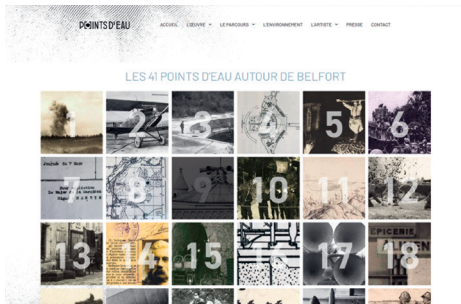 POINTS D'EAU
ACCUEIL L'ŒUVRE LE PARCOURS L'ENVIRONNEMENT L'ARTISTE PRESSE CONTACT
LES 41 POINTS D'EAU AUTOUR DE BELFORT
1 2 3 4 5 6
7 8 9 10 11 12
13 14 15 16 17 18
EPICERIE